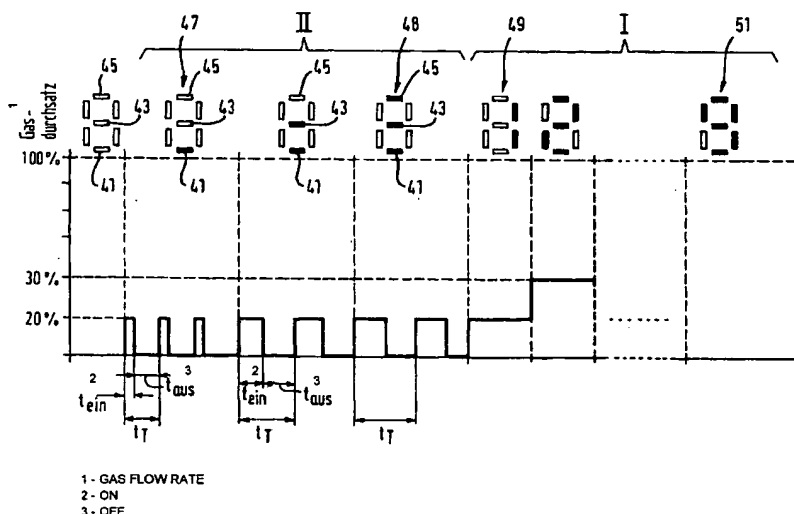 47 II 48 49 I 51
45 45 45 45
43 43 43 43
Gas-¹
durchsatz
41 41 41 41
100%
30%
20%
2 3 2 3
t_ein t_aus t_ein t_aus
t_T t_T t_T
1 - GAS FLOW RATE
2 - ON
3 - OFF